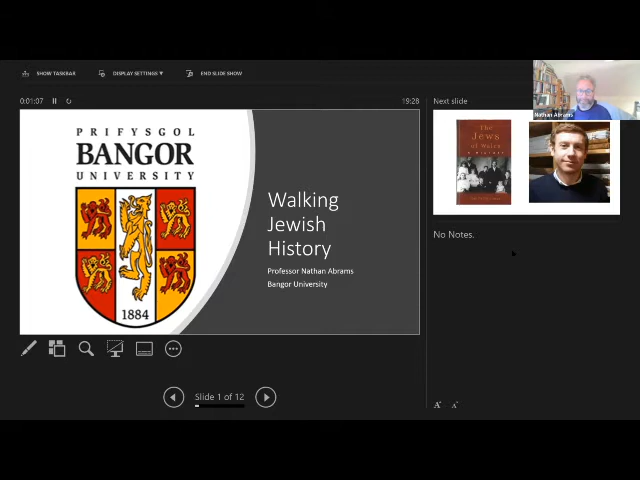 SHOW TASKBAR
DISPLAY SETTINGS ▼
END SLIDE SHOW
Nathan Abrams
0:01:07
19:28
Next slide
PRIFYSGOL
BANGOR
UNIVERSITY
1884
Walking
Jewish
History
Professor Nathan Abrams
Bangor University
The
Jews
of Wales
A HISTORY
No Notes.
Slide 1 of 12
A
A